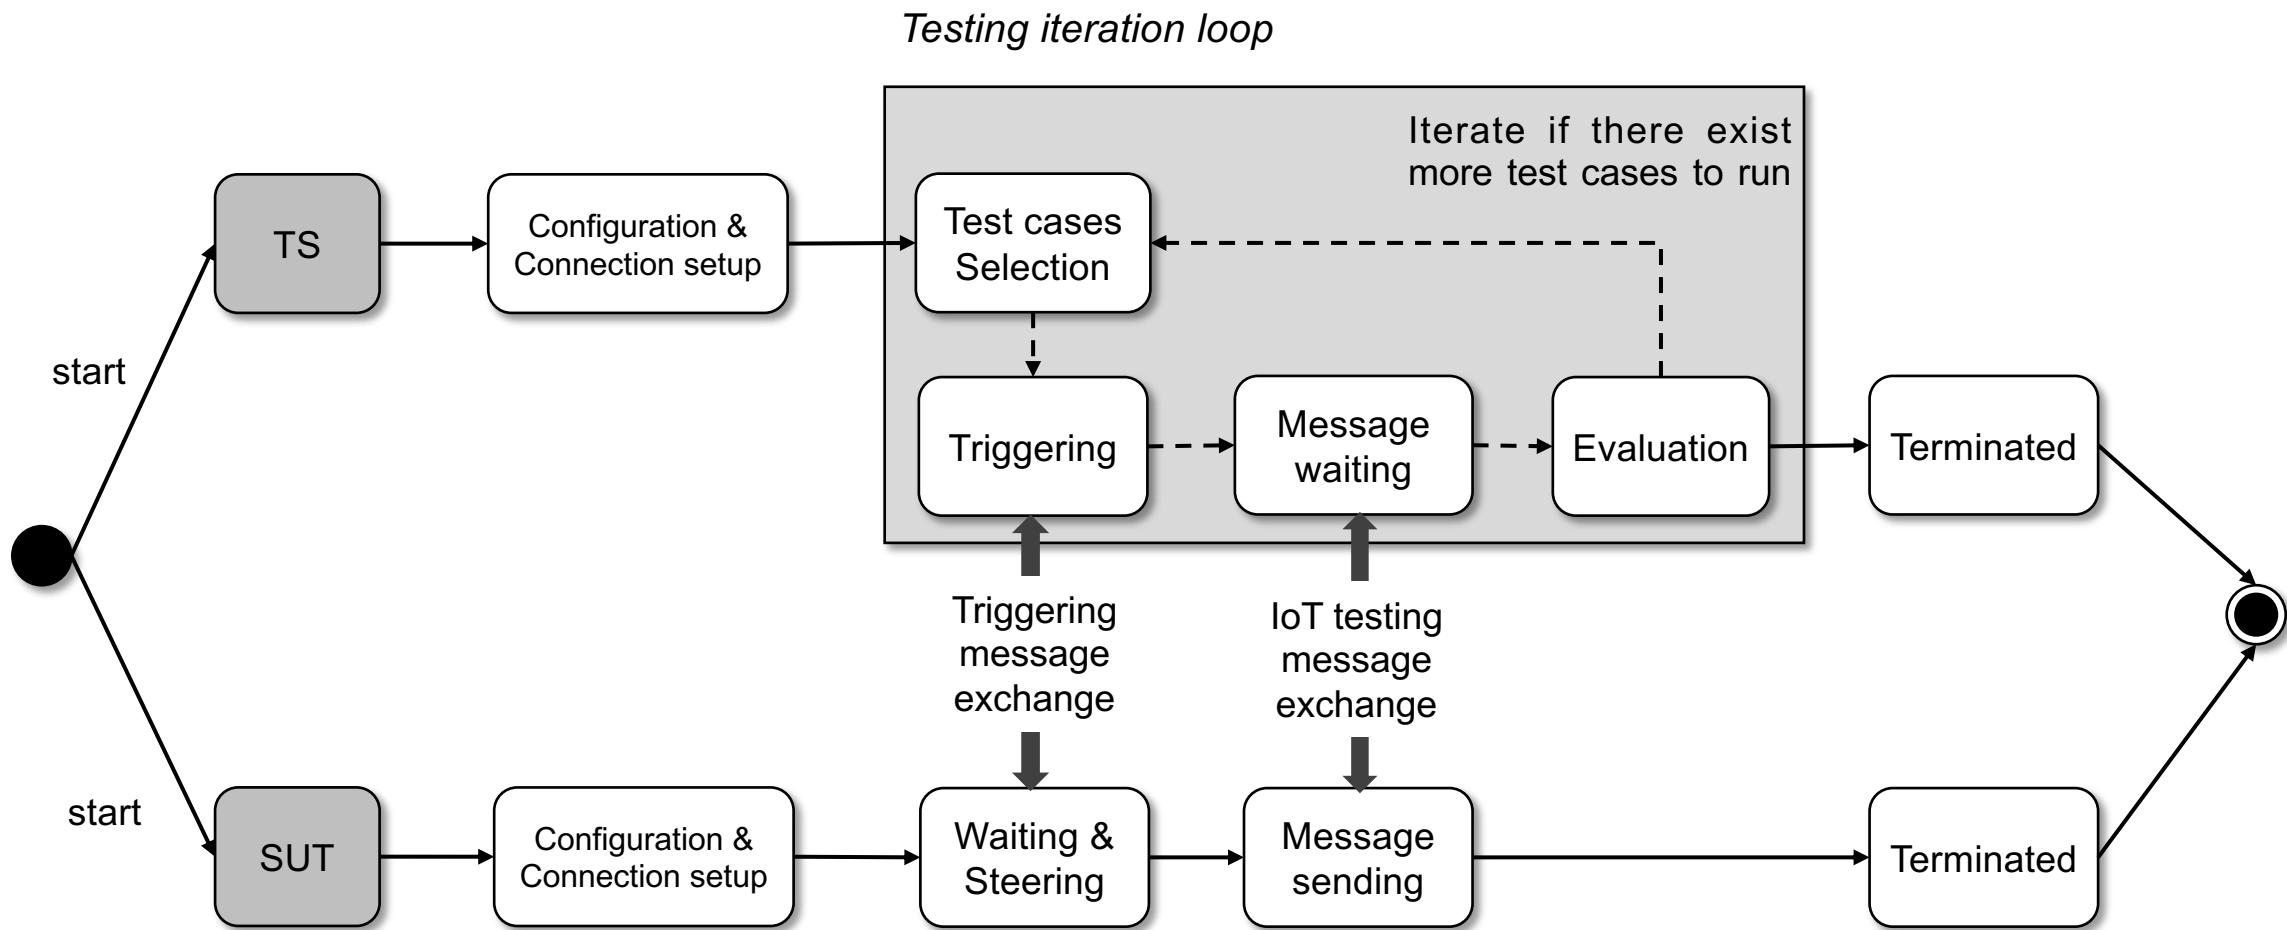 Testing iteration loop
Iterate if there exist
more test cases to run
TS
Configuration &
Connection setup
Test cases
Selection
start
Triggering
Message
waiting
Evaluation
Terminated
Triggering
message
exchange
IoT testing
message
exchange
start
SUT
Configuration &
Connection setup
Waiting &
Steering
Message
sending
Terminated